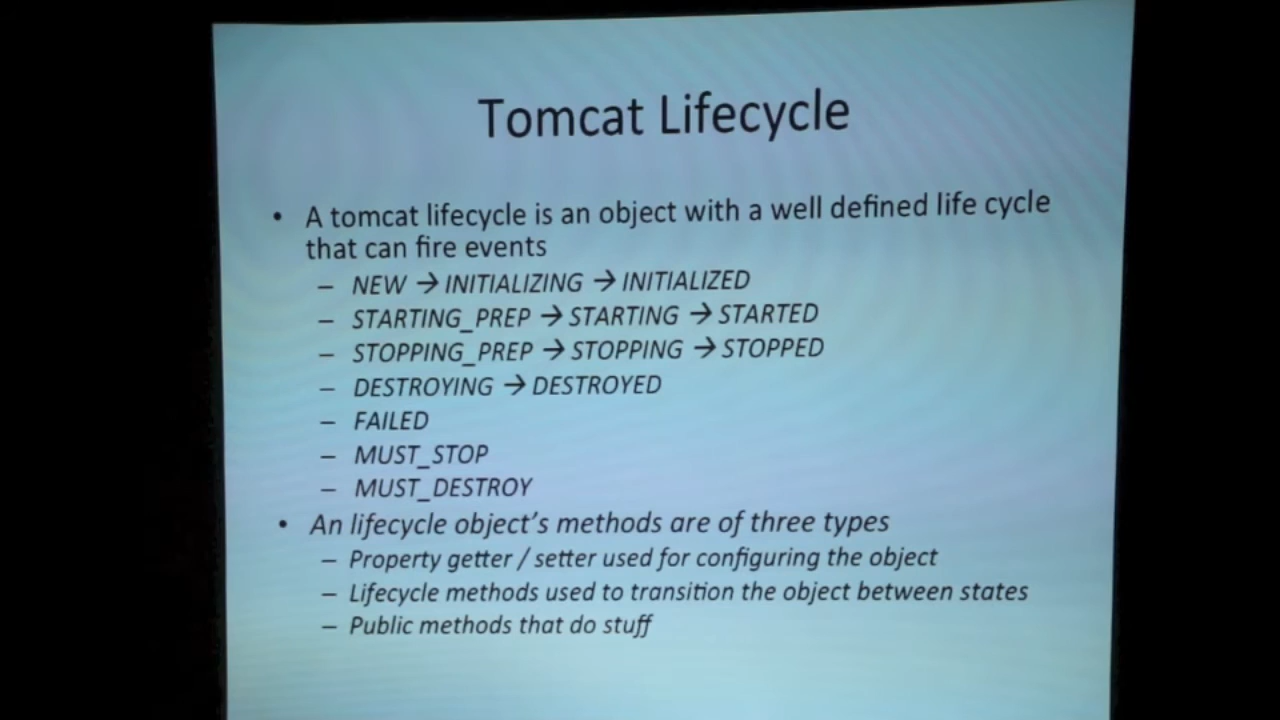 Tomcat Lifecycle
• A tomcat lifecycle is an object with a well defined life cycle
that can fire events
– NEW → INITIALIZING → INITIALIZED
– STARTING_PREP → STARTING → STARTED
– STOPPING_PREP → STOPPING → STOPPED
– DESTROYING → DESTROYED
– FAILED
– MUST_STOP
– MUST_DESTROY
• An lifecycle object's methods are of three types
– Property getter / setter used for configuring the object
– Lifecycle methods used to transition the object between states
– Public methods that do stuff